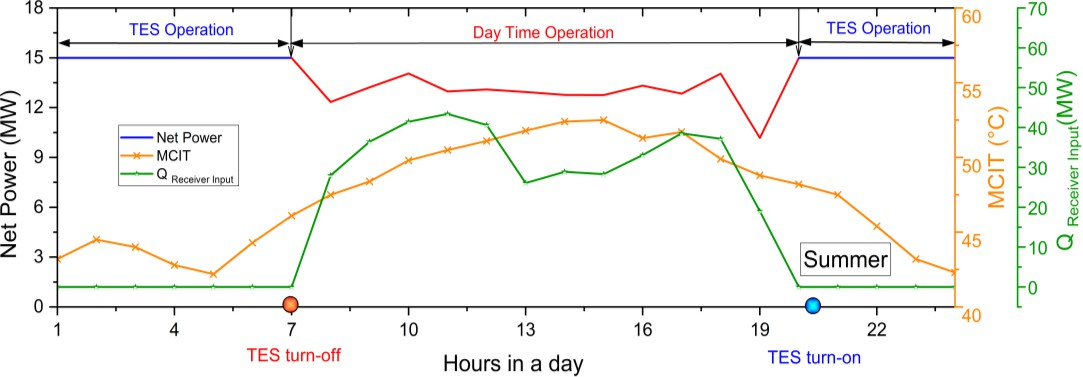 TES Operation
Day Time Operation
TES Operation
Net Power
MCIT
Q Receiver Input
Summer
Net Power (MW)
18
15
12
9
6
3
0
1
4
7
10
13
16
19
22
TES turn-off
Hours in a day
TES turn-on
60
55
50
45
40
MCIT (°C)
70
60
50
40
30
20
10
0
Q Receiver Input(MW)